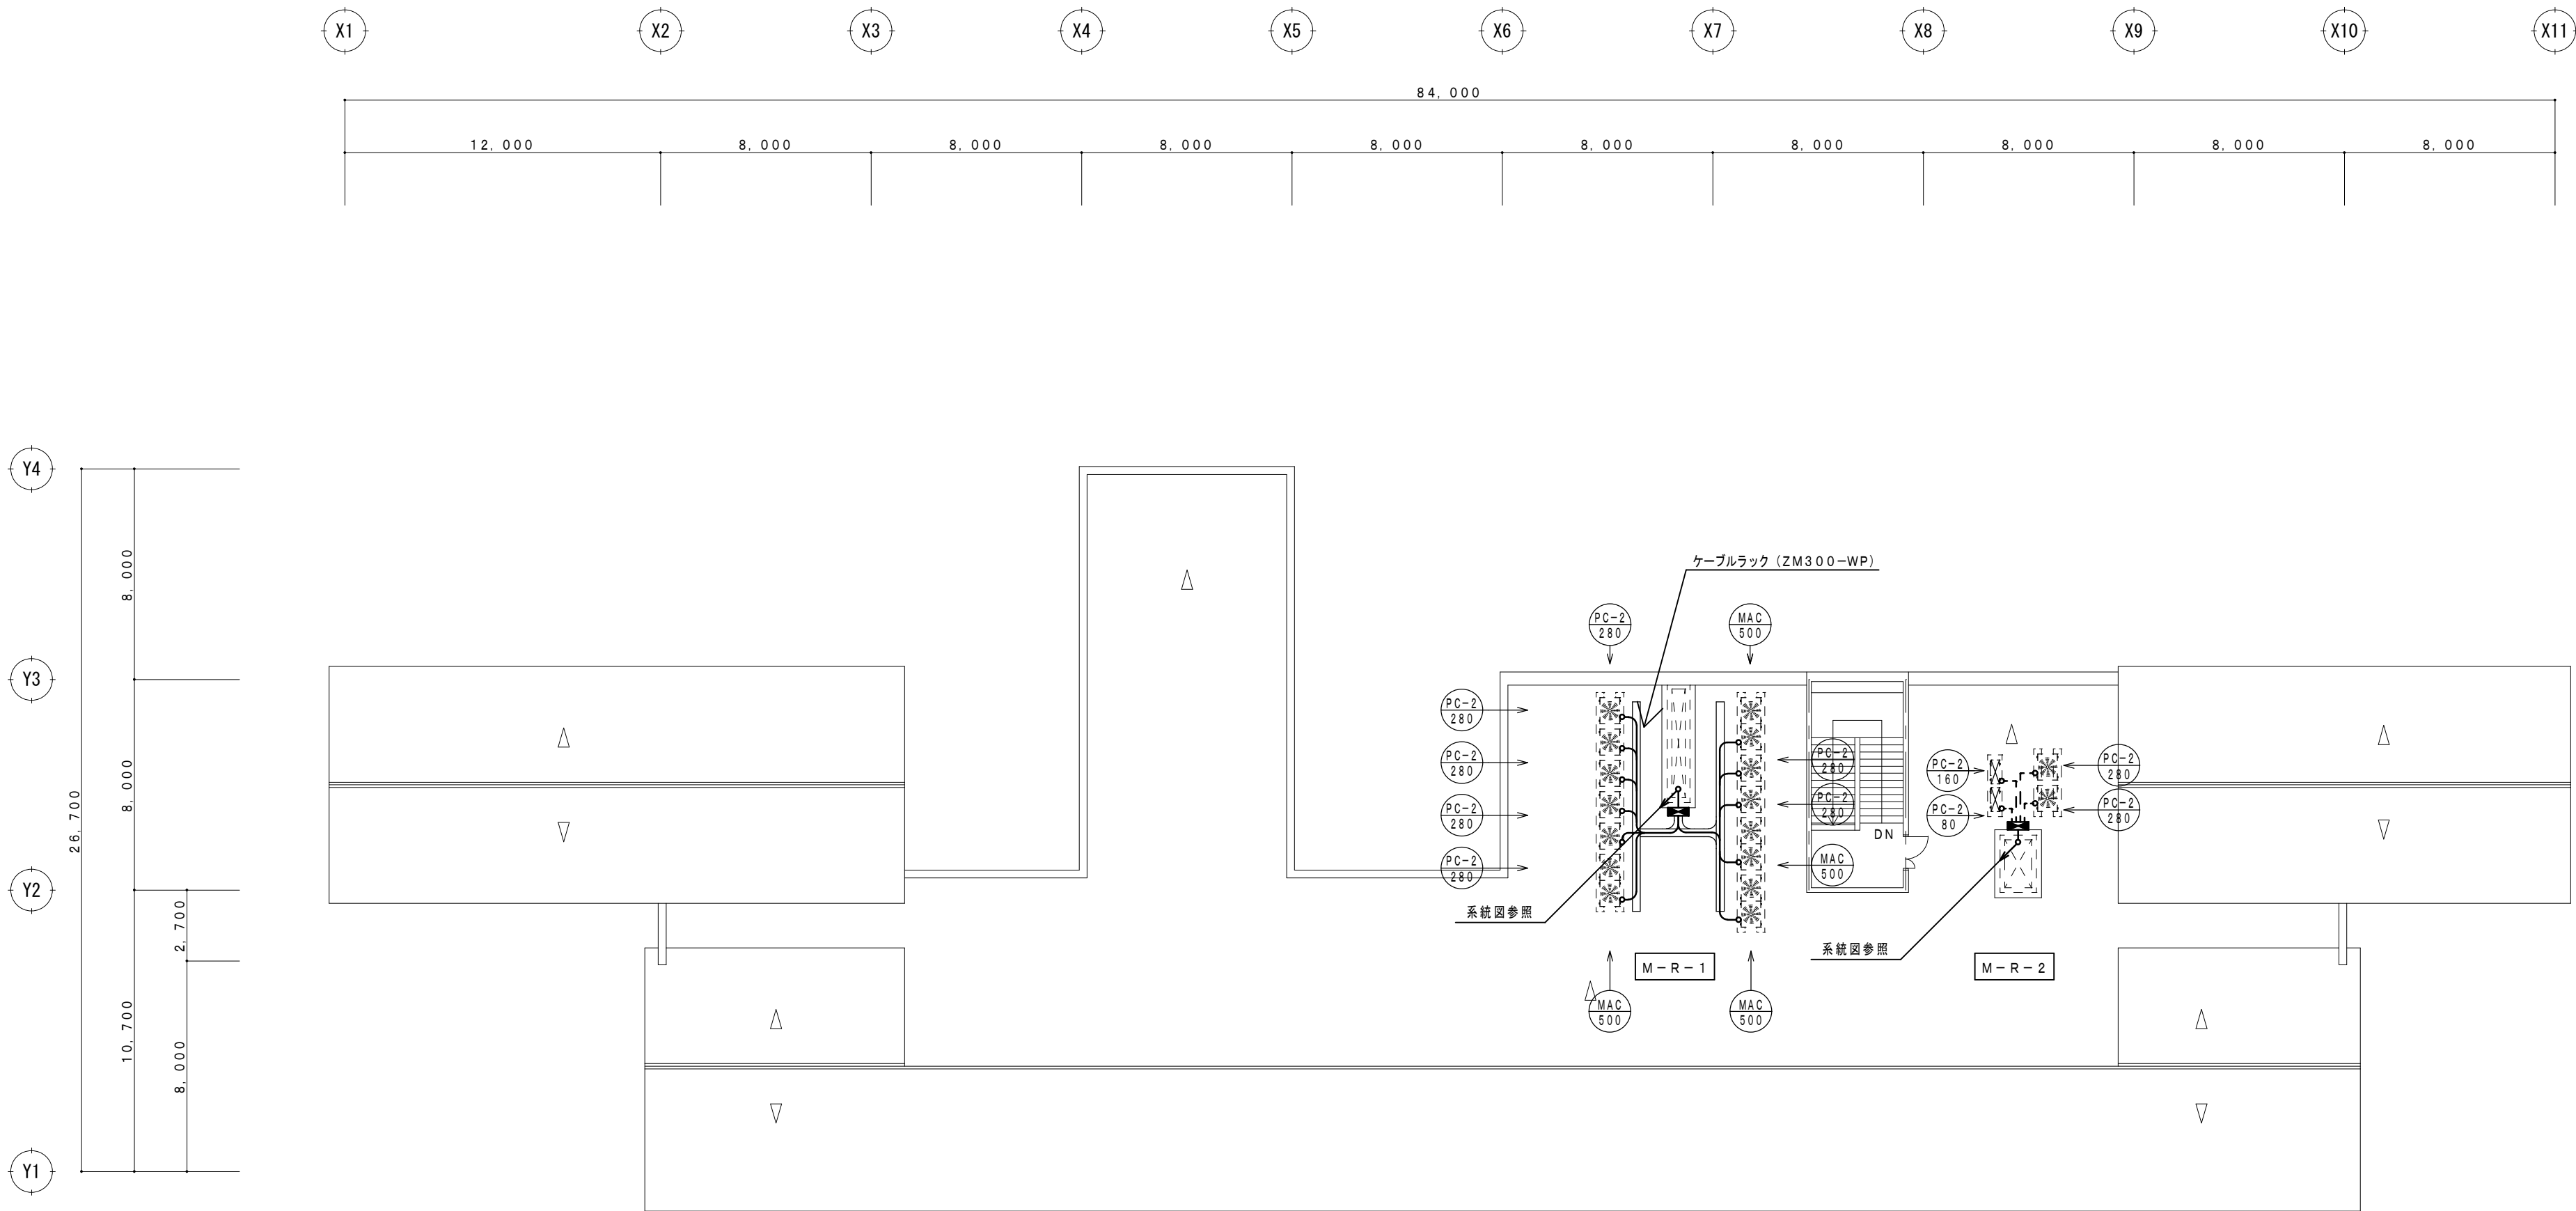 X1
X2
X3
X4
X5
X6
X7
X8
X9
X10
X11
84,000
12,000
8,000
8,000
8,000
8,000
8,000
8,000
8,000
8,000
8,000
Y4
Y3
Y2
Y1
26,700
8,000
8,000
10,700
2,700
8,000
ケーブルラック（ZM300-WP）
PC-2
280
MAC
500
PC-2
280
PC-2
280
PC-2
280
PC-2
280
PC-2
280
PC-2
280
MAC
500
DN
PC-2
160
PC-2
80
PC-2
280
PC-2
280
系統図参照
系統図参照
M-R-1
M-R-2
MAC
500
MAC
500